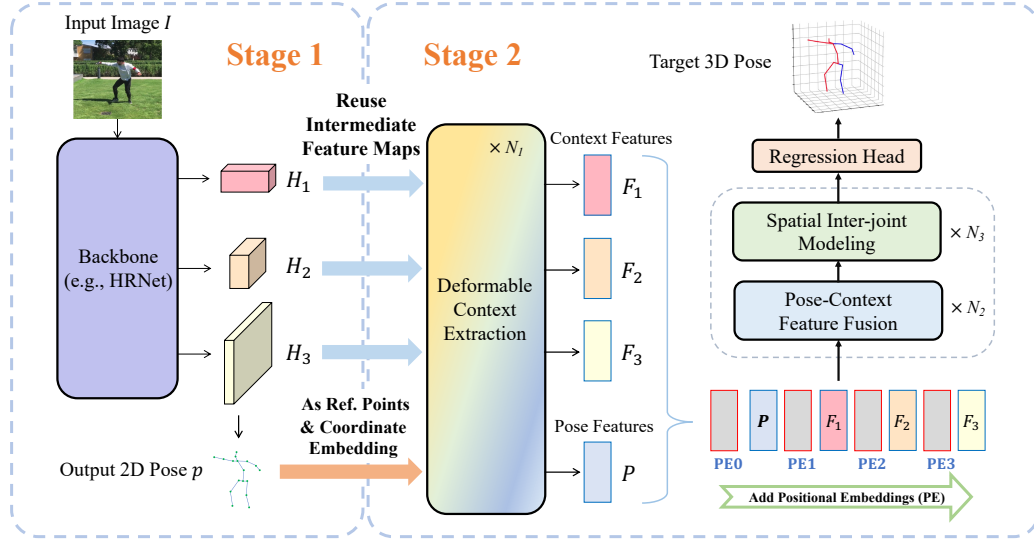 Input Image I
Stage 1
Backbone
(e.g., HRNet)
H1
H2
H3
Output 2D Pose p
Reuse
Intermediate
Feature Maps
As Ref. Points
& Coordinate
Embedding
Stage 2
× N1
Deformable
Context
Extraction
Context Features
F1
F2
F3
Pose Features
P
Target 3D Pose
Regression Head
Spatial Inter-joint
Modeling
× N3
Pose-Context
Feature Fusion
× N2
P F1 F2 F3
PE0 PE1 PE2 PE3
Add Positional Embeddings (PE)